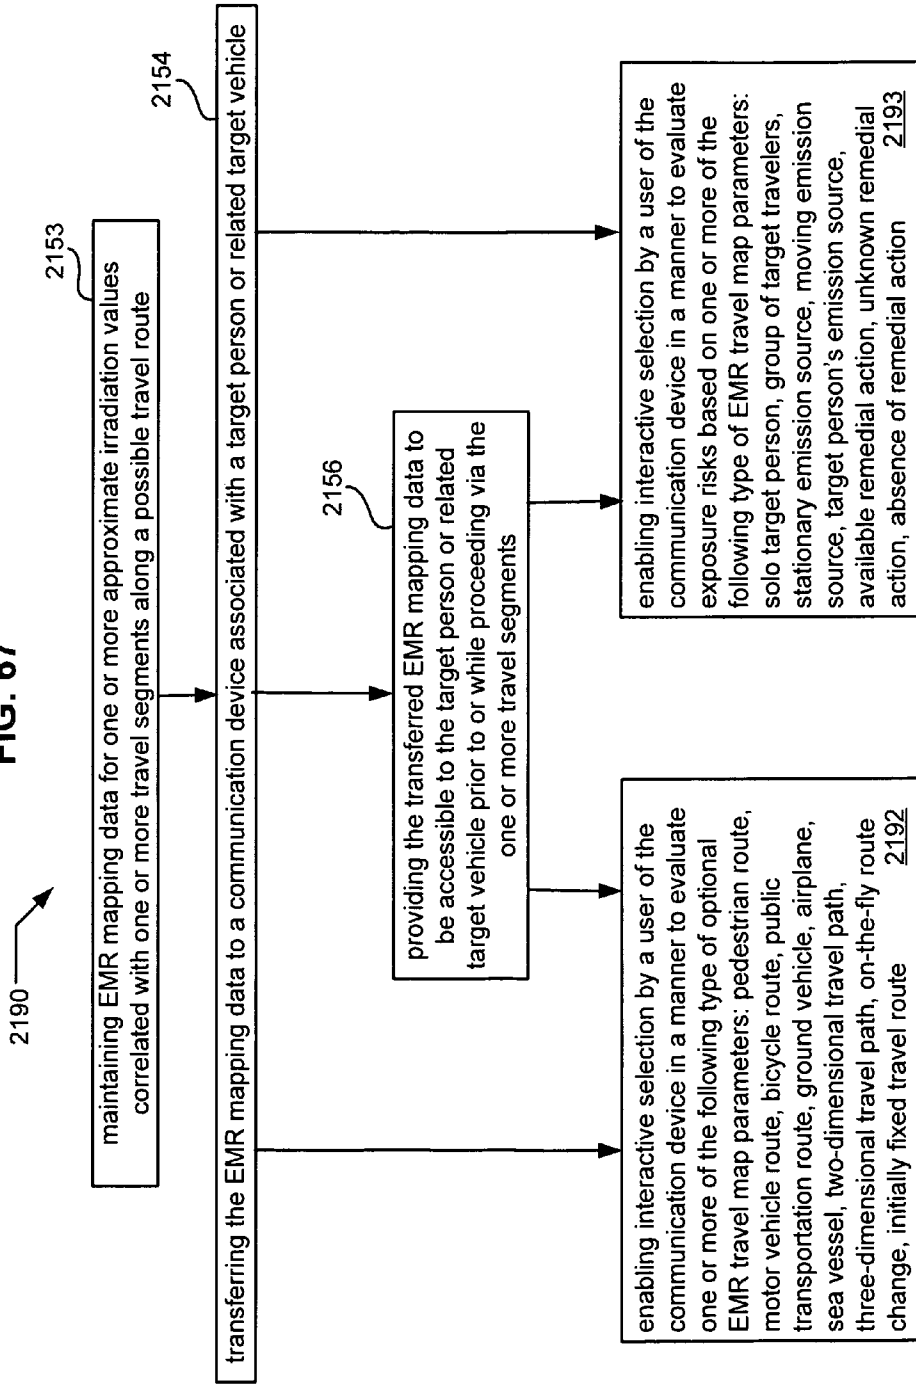 FIG. 67
2190
2153
maintaining EMR mapping data for one or more approximate irradiation values
correlated with one or more travel segments along a possible travel route
2154
transferring the EMR mapping data to a communication device associated with a target person or related target vehicle
2156
providing the transferred EMR mapping data to
be accessible to the target person or related
target vehicle prior to or while proceeding via the
one or more travel segments
enabling interactive selection by a user of the
communication device in a manner to evaluate
one or more of the following type of optional
EMR travel map parameters: pedestrian route,
motor vehicle route, bicycle route, public
transportation route, ground vehicle, airplane,
sea vessel, two-dimensional travel path,
three-dimensional travel path, on-the-fly route
change, initially fixed travel route 2192
enabling interactive selection by a user of the
communication device in a manner to evaluate
exposure risks based on one or more of the
following type of EMR travel map parameters:
solo target person, group of target travelers,
stationary emission source, moving emission
source, target person's emission source,
available remedial action, unknown remedial
action, absence of remedial action 2193